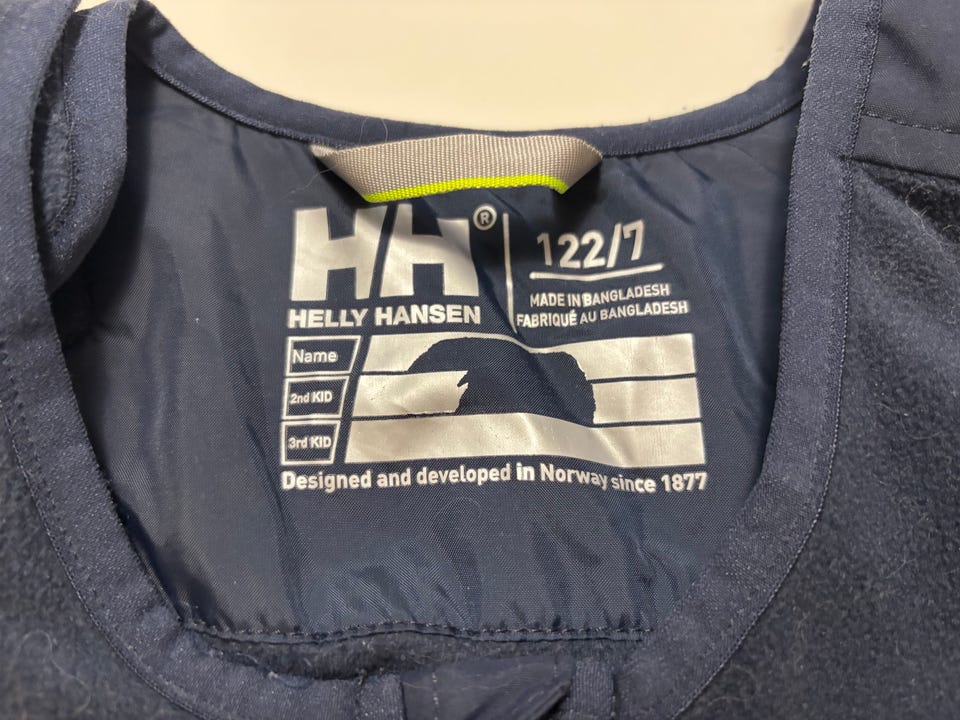 HH®
HELLY HANSEN
122/7
MADE IN BANGLADESH
FABRIQUÉ AU BANGLADESH
Name
2nd KID
3rd KID
Designed and developed in Norway since 1877